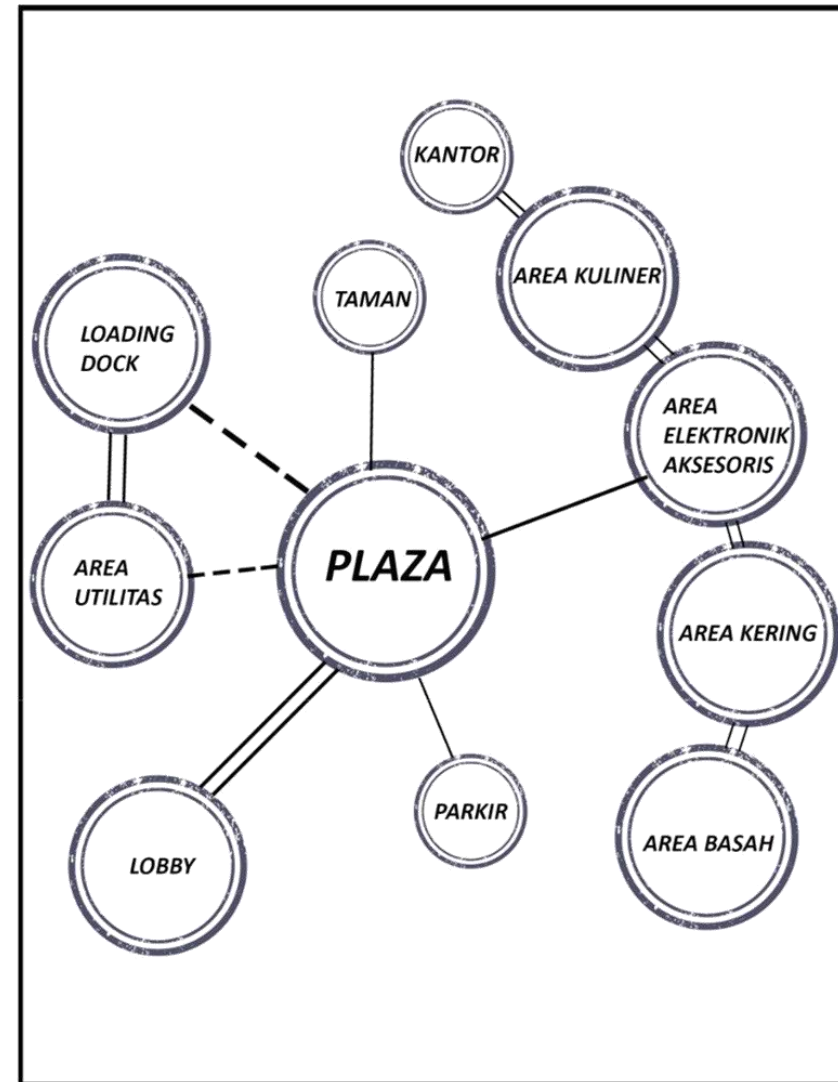 KANTOR
AREA KULINER
TAMAN
LOADING
DOCK
AREA
ELEKTRONIK
AKSESORIS
PLAZA
AREA
UTILITAS
AREA KERING
PARKIR
AREA BASAH
LOBBY